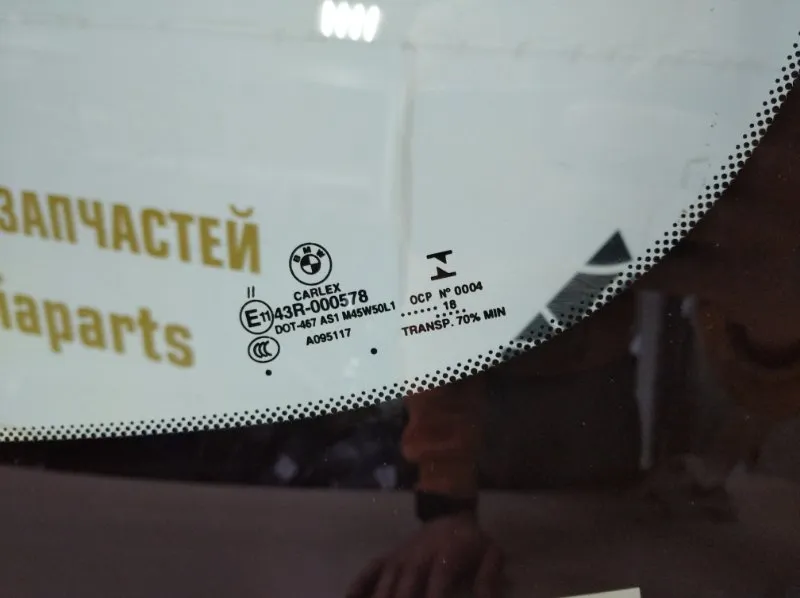 ЗАПЧАСТЕЙ
iaparts
BMW
CARLEX
II
E11 43R-000578
DOT-467 AS1 M45W50L1
CCC
A095117
OCP Nº 0004
......18......
TRANSP. 70% MIN